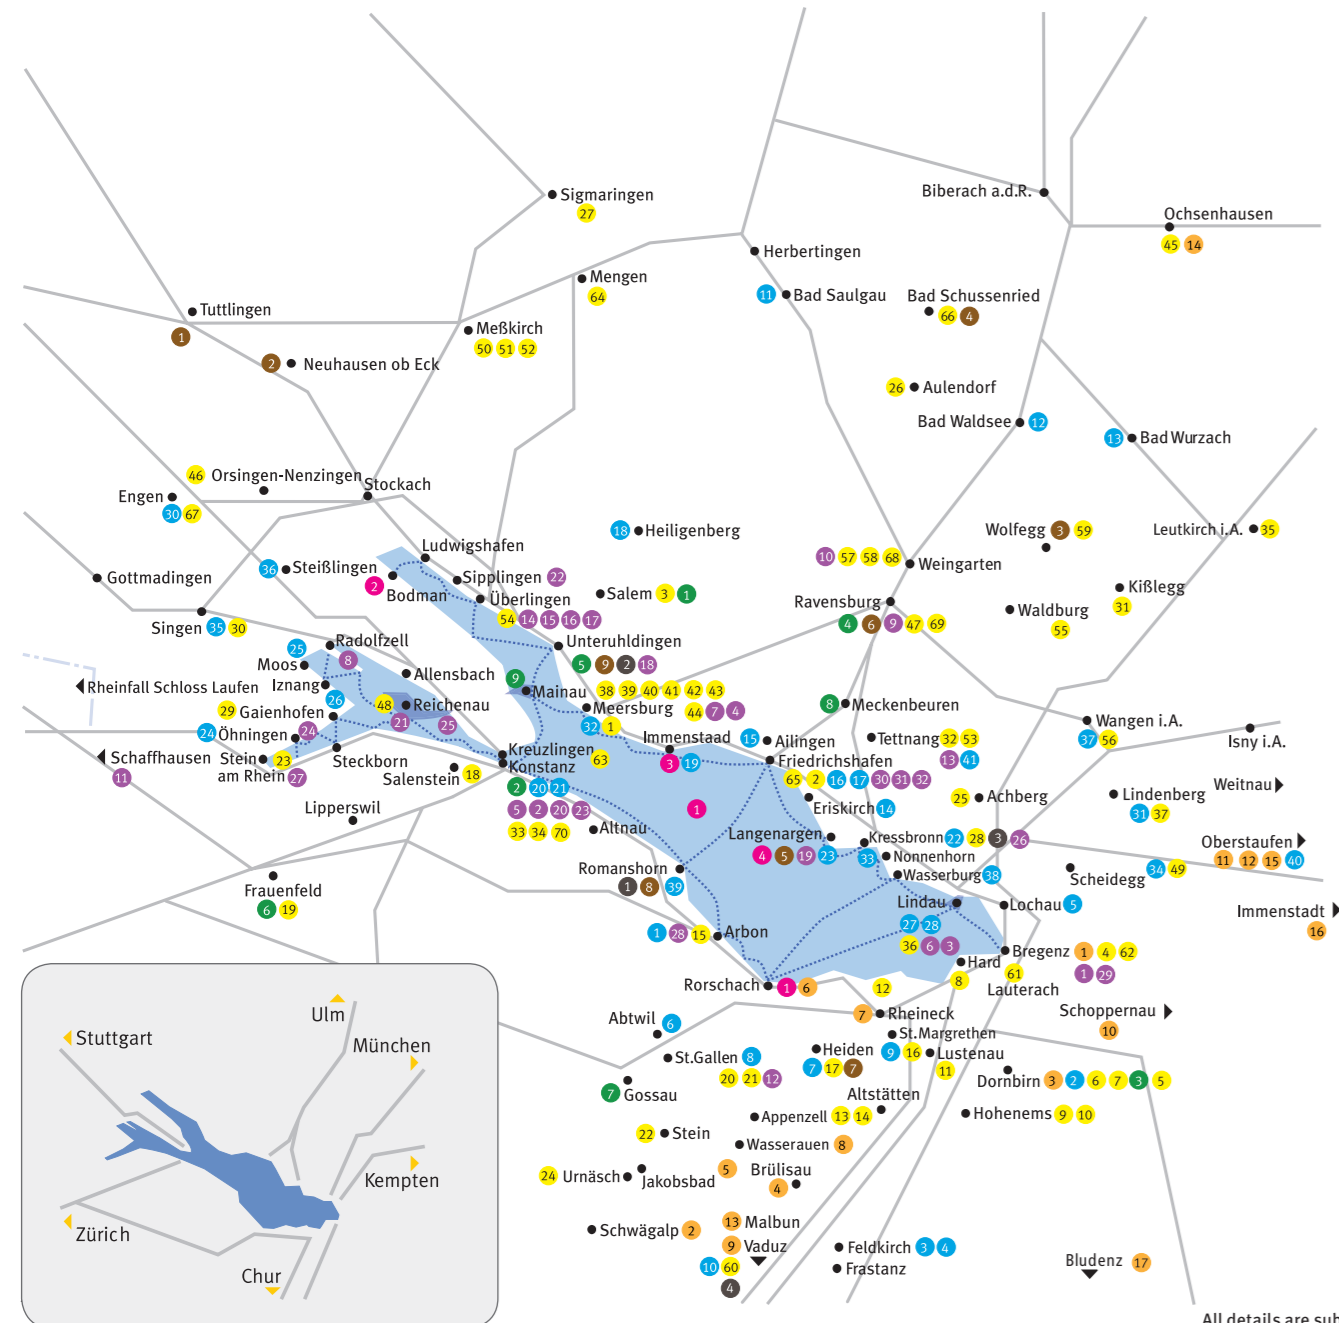 Sigmaringen
27
Biberach a.d.R.
Ochsenhausen
45 14
Herbertingen
Mengen
64
11 Bad Saulgau
Bad Schussenried
66 4
Tuttlingen
1
Meßkirch
50 51 52
2 Neuhausen ob Eck
26 Aulendorf
Bad Waldsee 12
13 Bad Wurzach
46 Orsingen-Nenzingen
Stockach
Engen
30 67
18 Heiligenberg
Wolfegg 3 59
Leutkirch i.A. 35
Ludwigshafen
10 57 58 68
Weingarten
36 Steißlingen
Gottmadingen
2
Bodman
Sipplingen 22
Überlingen
54 14 15 16 17
Salem 3 1
Kißlegg
31
Ravensburg
4 6 9 47 69
Waldburg
55
Singen 35 30
Radolfzell
8
25
Moos
Unteruhldingen
5 9 2 18
Allensbach
Iznang
26
Rheinfall Schloss Laufen
29
9
Mainau
38 39 40 41 42 43
Meersburg
44 7 4
32 1
48 Reichenau
21 25
Gaienhofen
24
24 Öhningen
8 Meckenbeuren
Wangen i.A.
37 56
Isny i.A.
Immenstaad
3 19
15 Ailingen
Tettnang 32 53
13 41
Schaffhausen
11
Stein 23
am Rhein 27
Steckborn
Kreuzlingen
Konstanz
63
2 20 21
5 2 20 23
33 34 70
Salenstein 18
Friedrichshafen
65 2 16 17 30 31 32
Eriskirch 14
25 Achberg
Lindenberg
31 37
Weitnau
Lipperswil
Altnau
1
Langenargen
4 5 19 23
Kressbronn 22 28 3 26
33
Nonnenhorn
Wasserburg 38
Oberstaufen
11 12 15 40
Scheidegg
34 49
Romanshorn
1 8 39
Frauenfeld
6 19
Lindau
27 28
36 6 3
Lochau 5
Immenstadt
16
1 28 15 Arbon
Bregenz 1 4 62
1 29
Hard
8
61
Lauterach
Rorschach 1 6
12
7 Rheineck
Schoppernau
10
Abtwil 6
St.Margrethen
9 16
St.Gallen 8
20 21 12
Heiden
7 17 7
Lustenau
11
Dornbirn 3 2 6 7 3 5
7
Gossau
Altstätten
Appenzell 13 14
Hohenems 9 10
22 Stein
Wasserauen 8
24 Urnäsch
Jakobsbad
5
Brülisau
4
Schwägalp 2
13 Malbun
9 Vaduz
10 60
4
Feldkirch 3 4
Frastanz
Bludenz 17
Ulm
Stuttgart
München
Kempten
Zürich
Chur
All details are sub